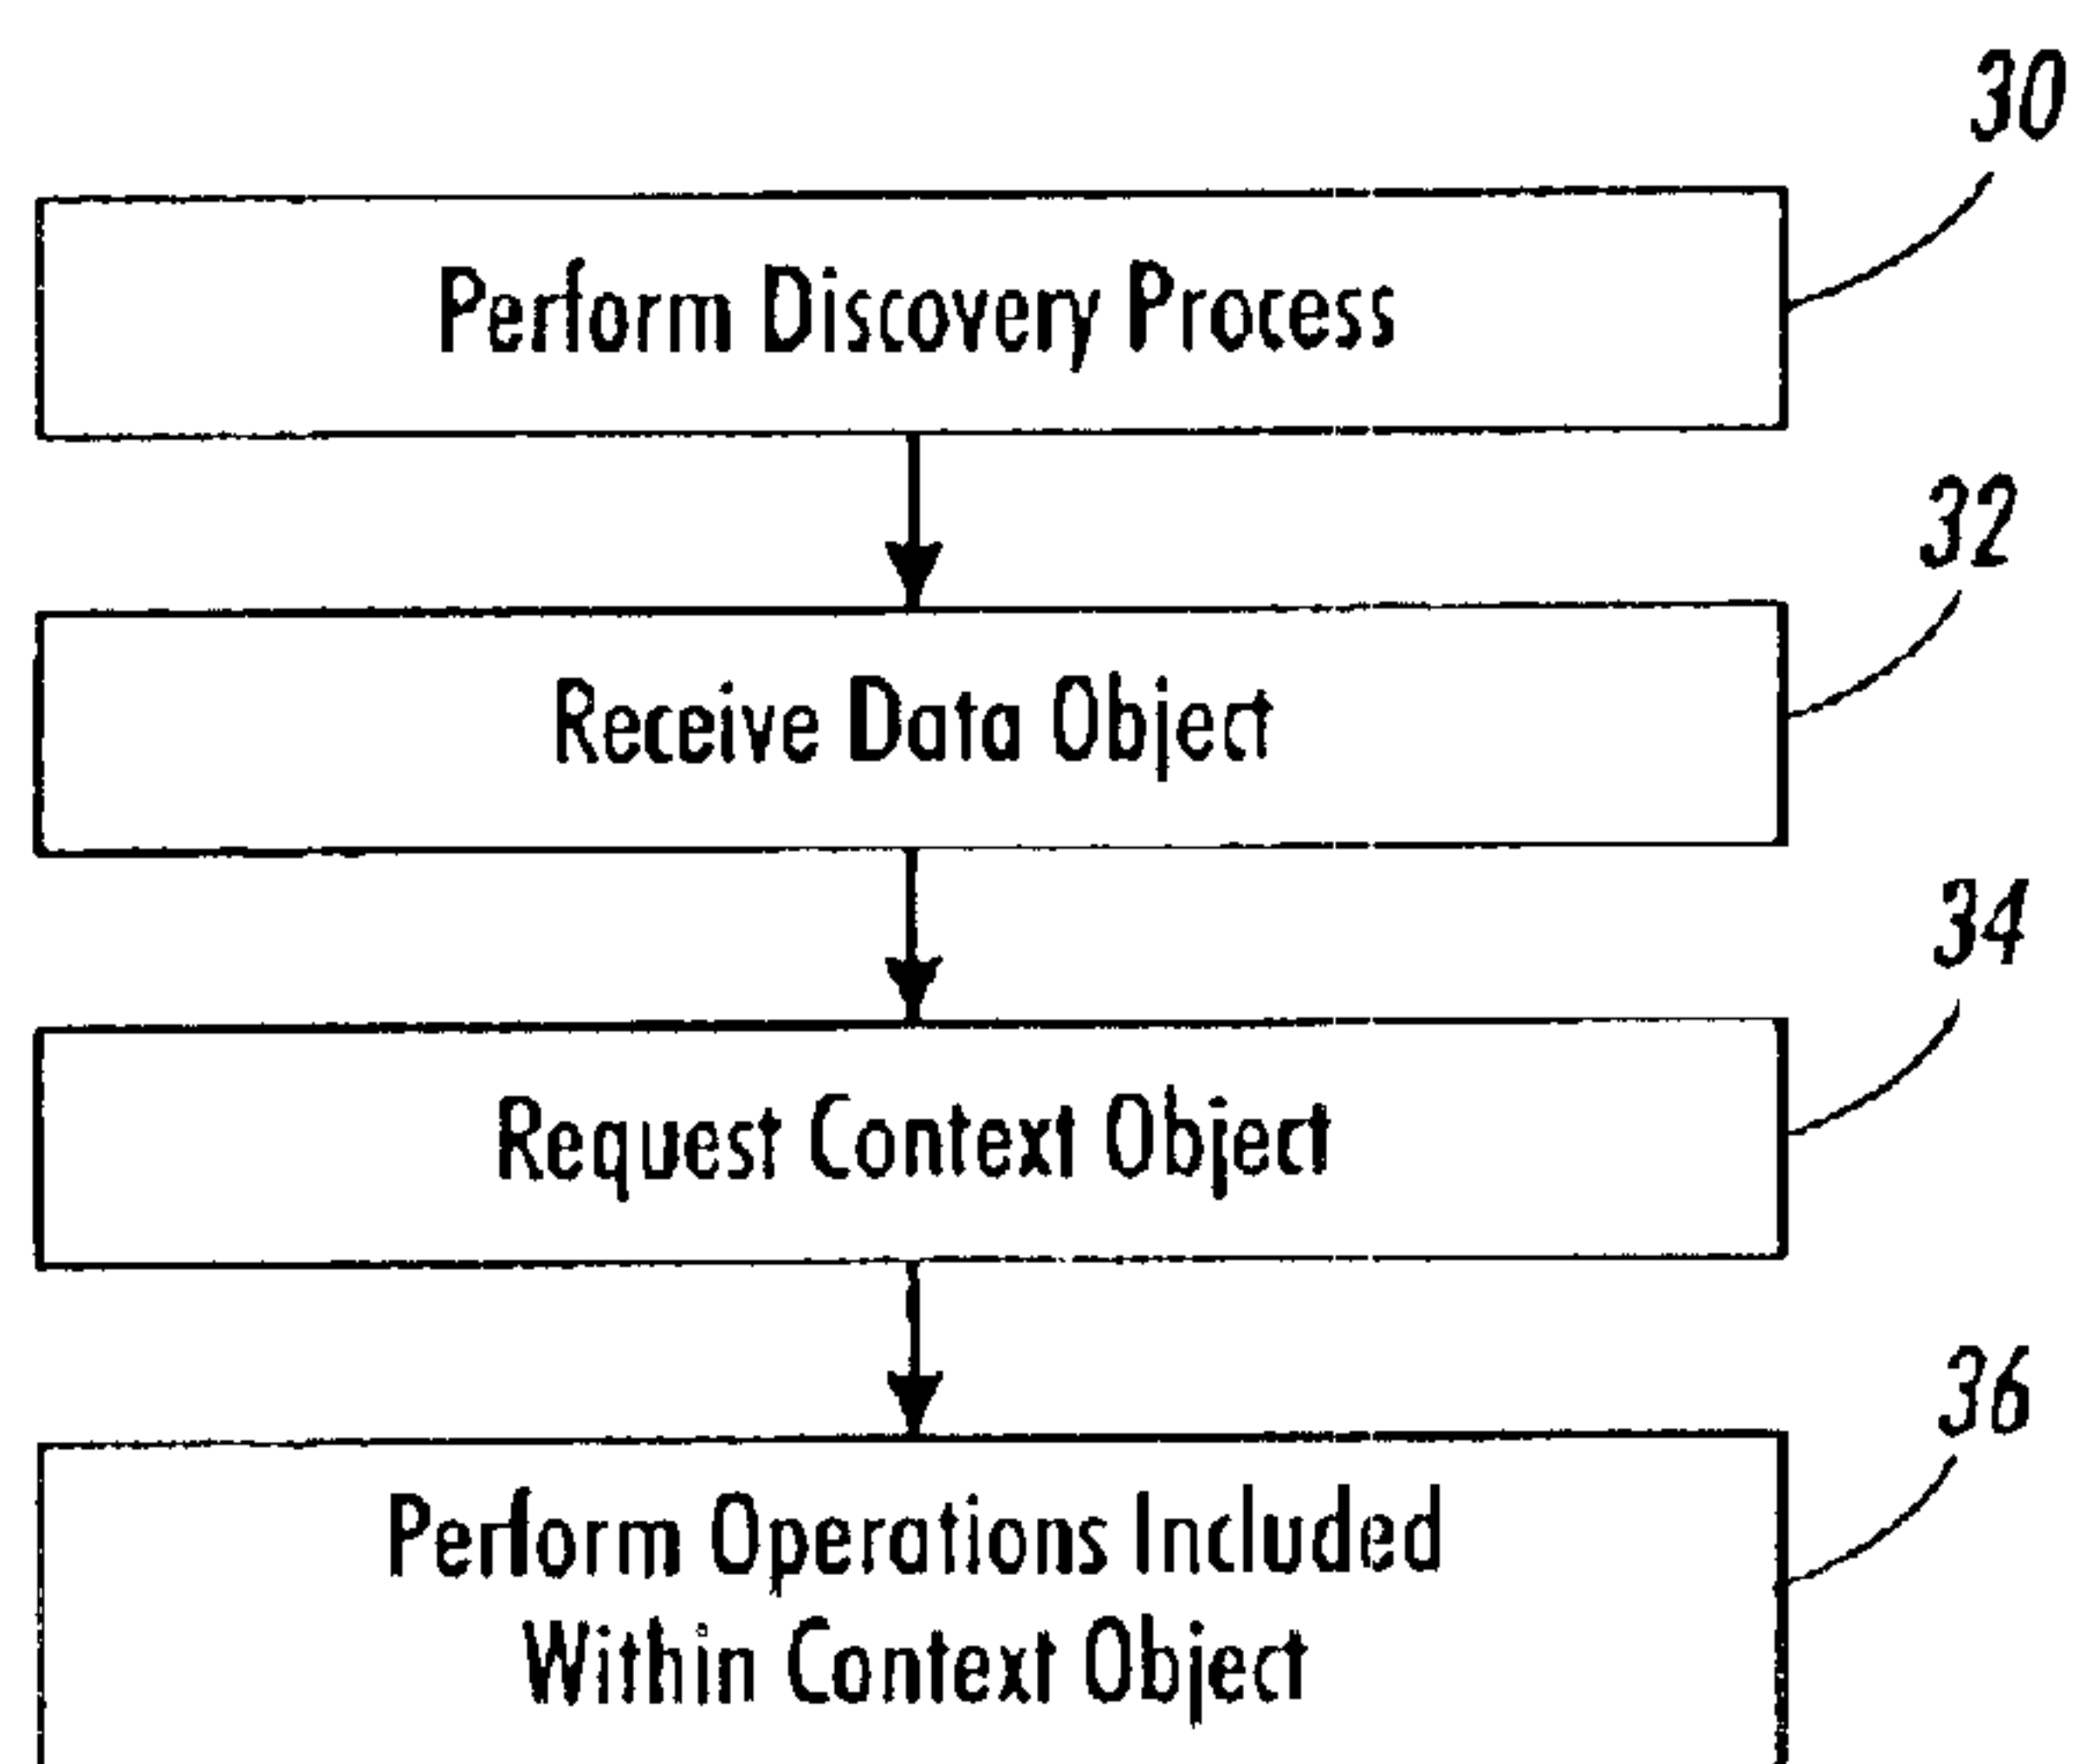 30
Perform Discovery Process
32
Receive Data Object
34
Request Context Object
36
Perform Operations Included
Within Context Object